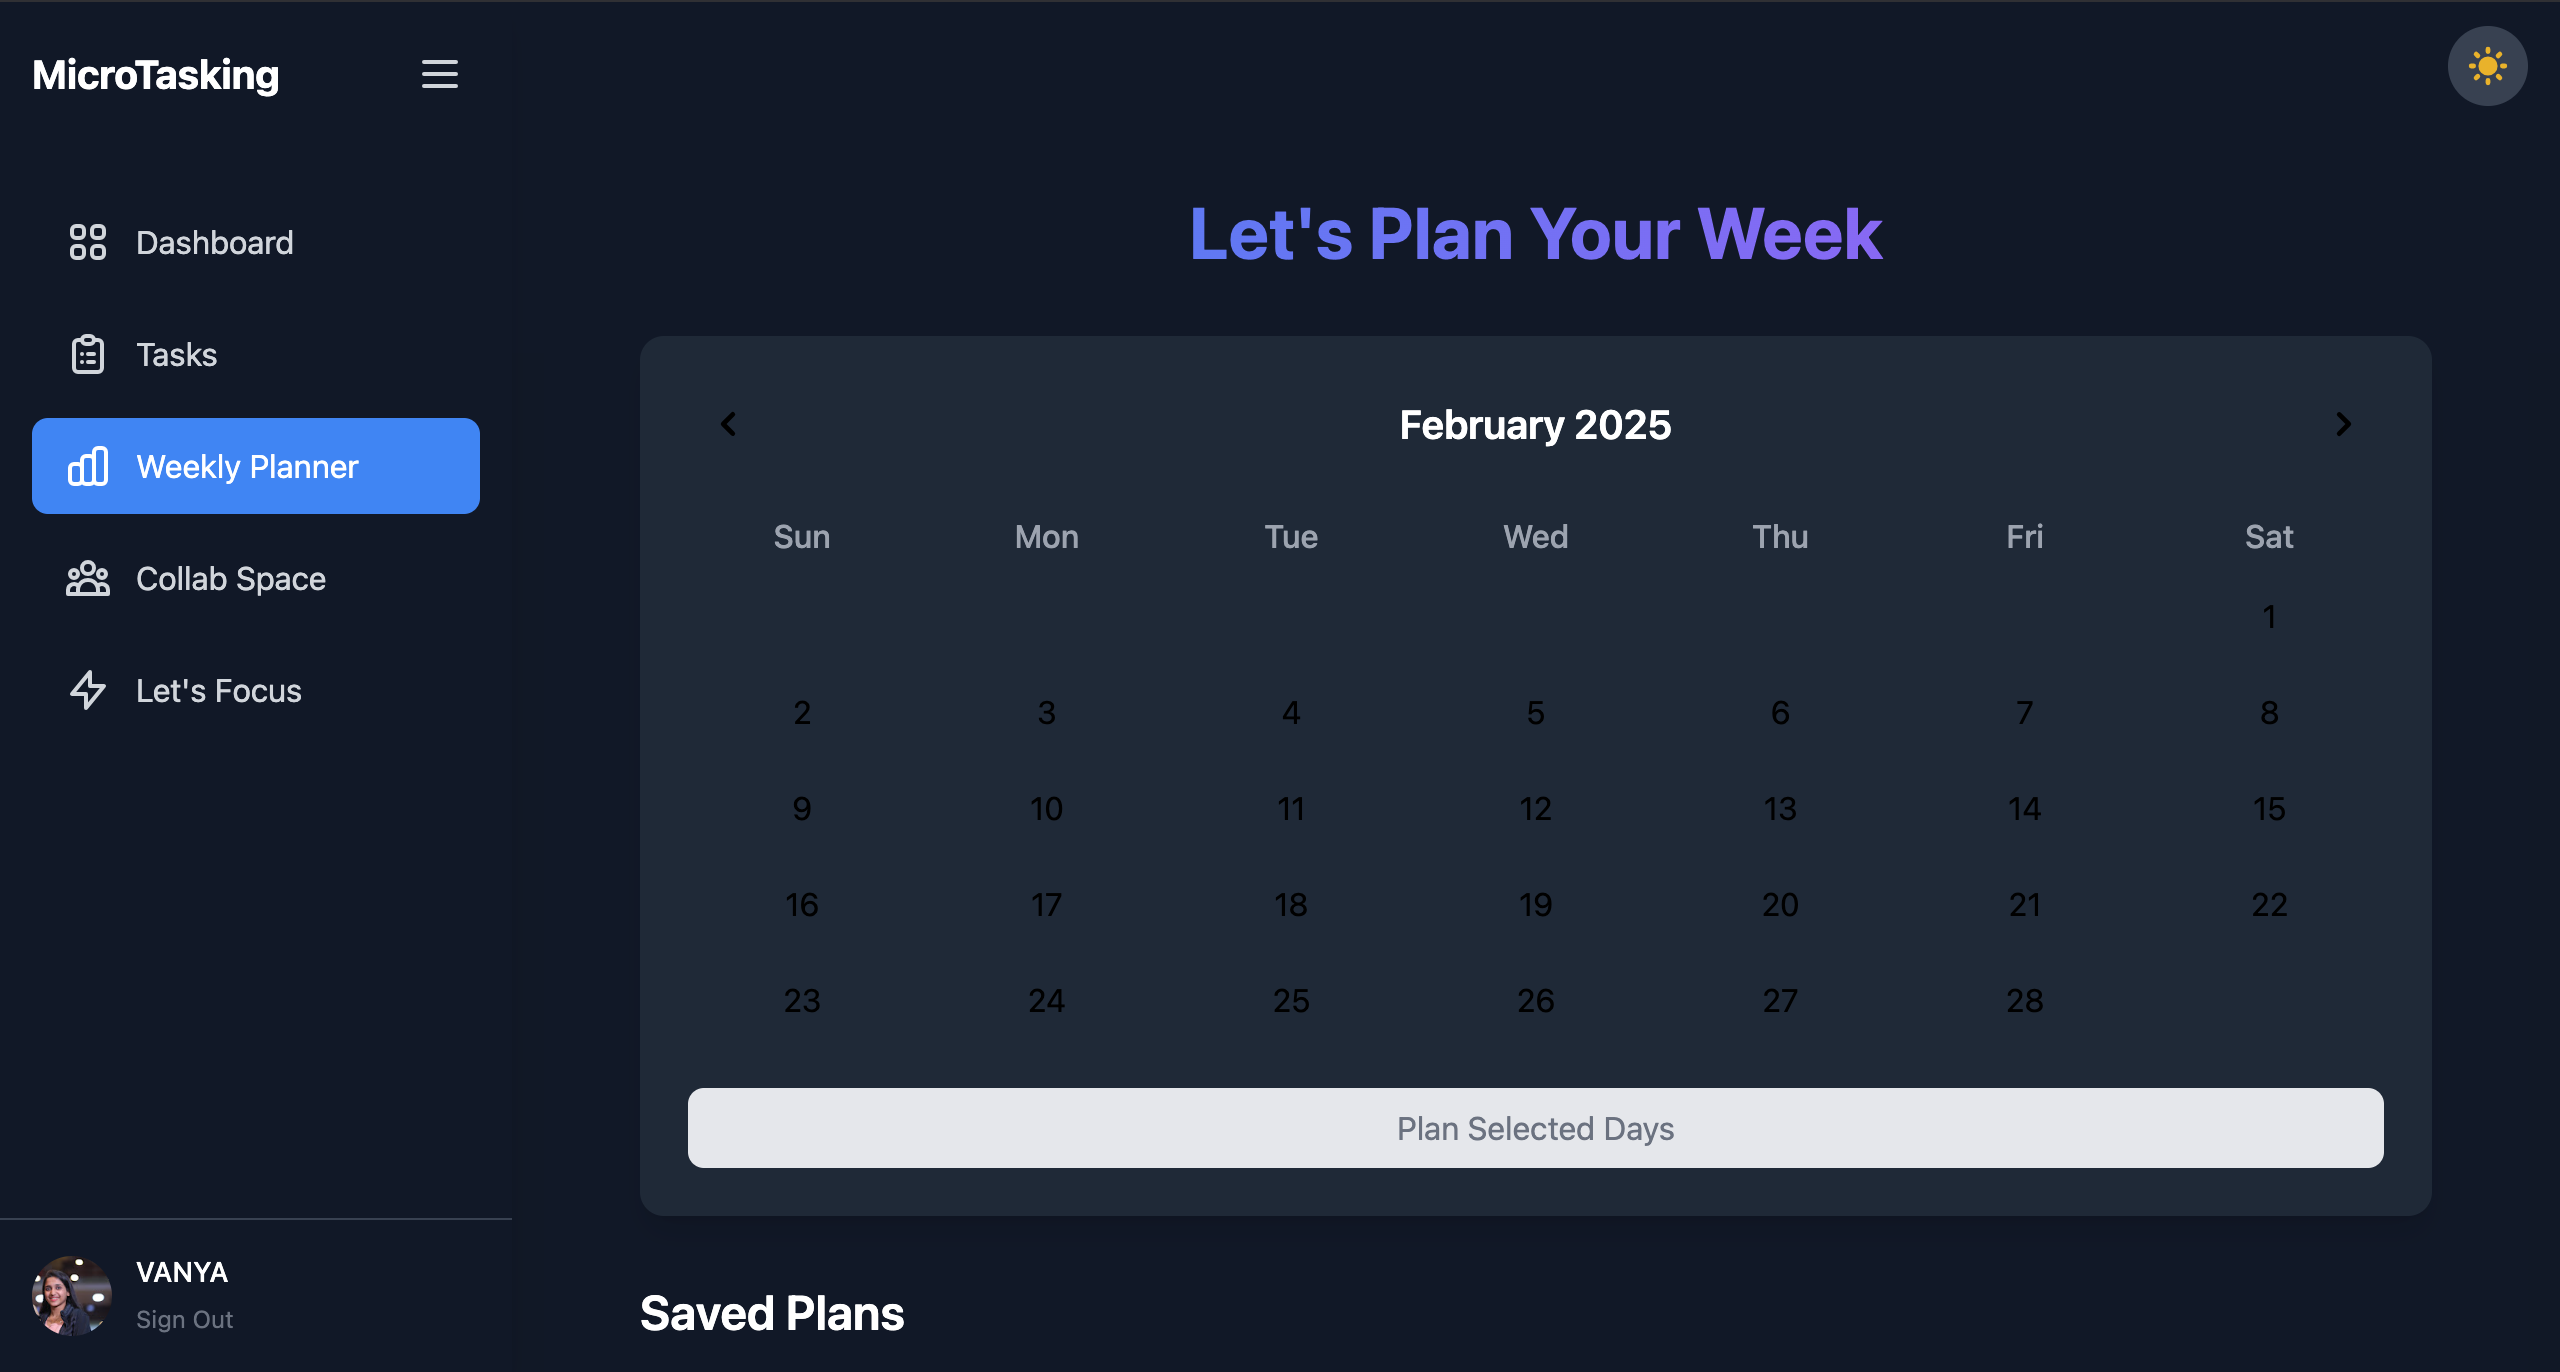 MicroTasking
Dashboard
Tasks
Weekly Planner
Collab Space
Let's Focus
VANYA
Sign Out
Let's Plan Your Week
February 2025
Sun Mon Tue Wed Thu Fri Sat
1
2 3 4 5 6 7 8
9 10 11 12 13 14 15
16 17 18 19 20 21 22
23 24 25 26 27 28
Plan Selected Days
Saved Plans